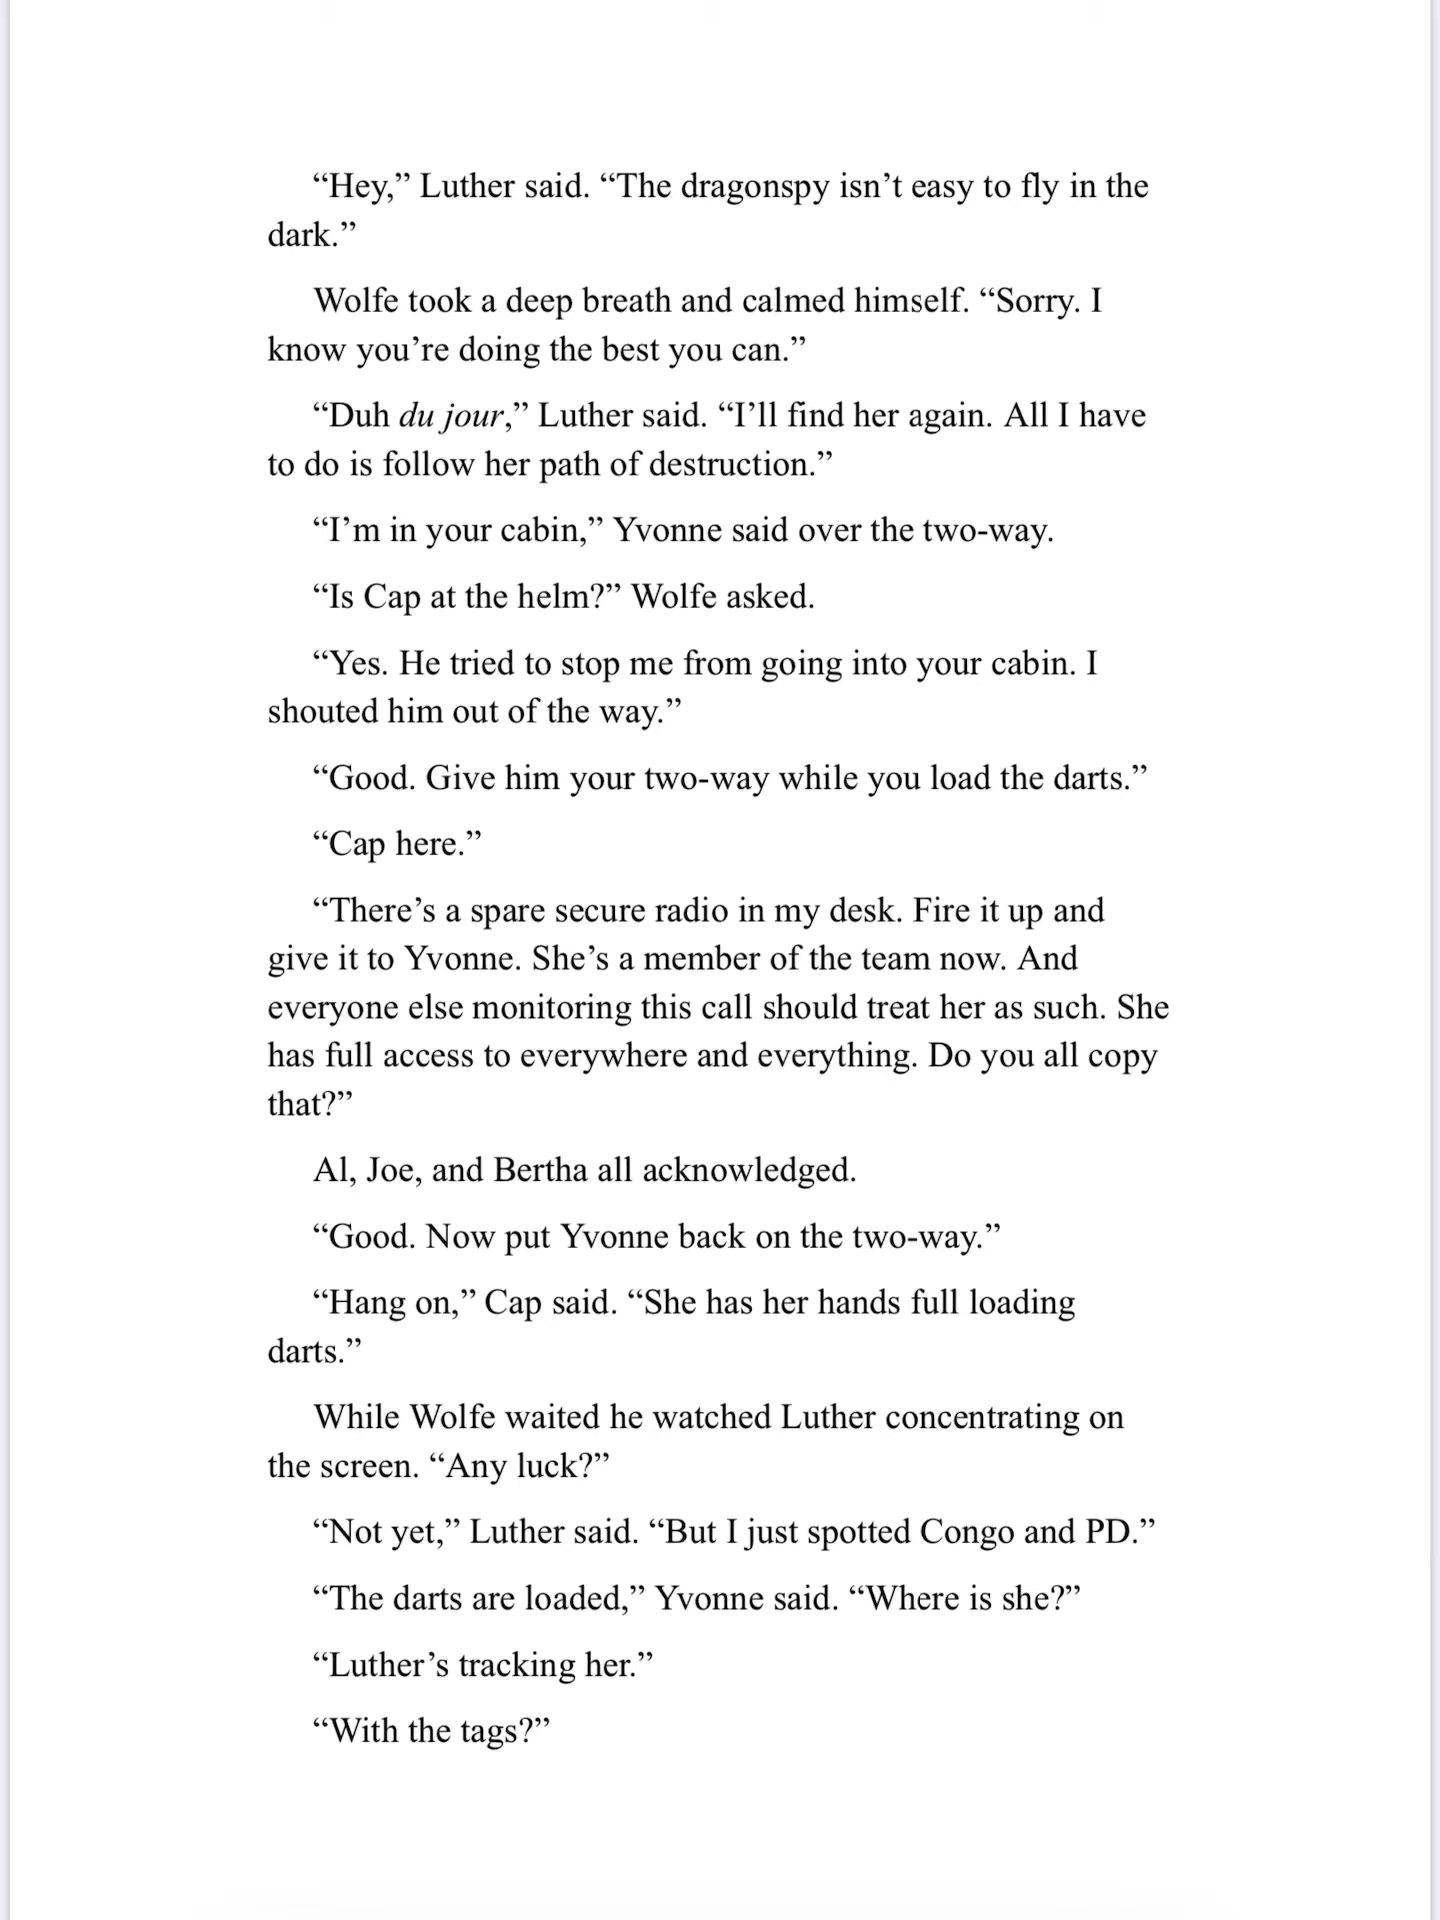 “Hey,” Luther said. “The dragonspy isn’t easy to fly in the
dark.”
Wolfe took a deep breath and calmed himself. “Sorry. I
know you’re doing the best you can.”
“Duh du jour,” Luther said. “I’ll find her again. All I have
to do is follow her path of destruction.”
“I’m in your cabin,” Yvonne said over the two-way.
“Is Cap at the helm?” Wolfe asked.
“Yes. He tried to stop me from going into your cabin. I
shouted him out of the way.”
“Good. Give him your two-way while you load the darts.”
“Cap here.”
“There’s a spare secure radio in my desk. Fire it up and
give it to Yvonne. She’s a member of the team now. And
everyone else monitoring this call should treat her as such. She
has full access to everywhere and everything. Do you all copy
that?”
Al, Joe, and Bertha all acknowledged.
“Good. Now put Yvonne back on the two-way.”
“Hang on,” Cap said. “She has her hands full loading
darts.”
While Wolfe waited he watched Luther concentrating on
the screen. “Any luck?”
“Not yet,” Luther said. “But I just spotted Congo and PD.”
“The darts are loaded,” Yvonne said. “Where is she?”
“Luther’s tracking her.”
“With the tags?”